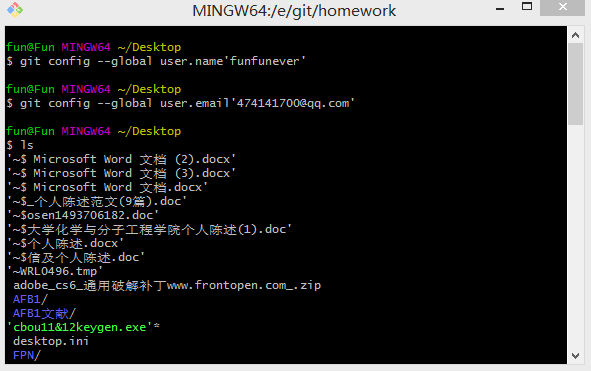 MINGW64:/e/git/homework
fun@Fun MINGW64 ~/Desktop
$ git config --global user.name'funfunever'
fun@Fun MINGW64 ~/Desktop
$ git config --global user.email'474141700@qq.com'
fun@Fun MINGW64 ~/Desktop
$ ls
'~$ Microsoft Word 文档 (2).docx'
'~$ Microsoft Word 文档 (3).docx'
'~$ Microsoft Word 文档.docx'
'~$_个人陈述范文(9篇).doc'
'~$osen1493706182.doc'
'~$大学化学与分子工程学院个人陈述(1).doc'
'~$个人陈述.docx'
'~$信及个人陈述.doc'
'~WRL0496.tmp'
adobe_cs6_通用破解补丁www.frontopen.com_.zip
AFB1/
AFB1文献/
'cbou11&12keygen.exe'*
desktop.ini
FPN/